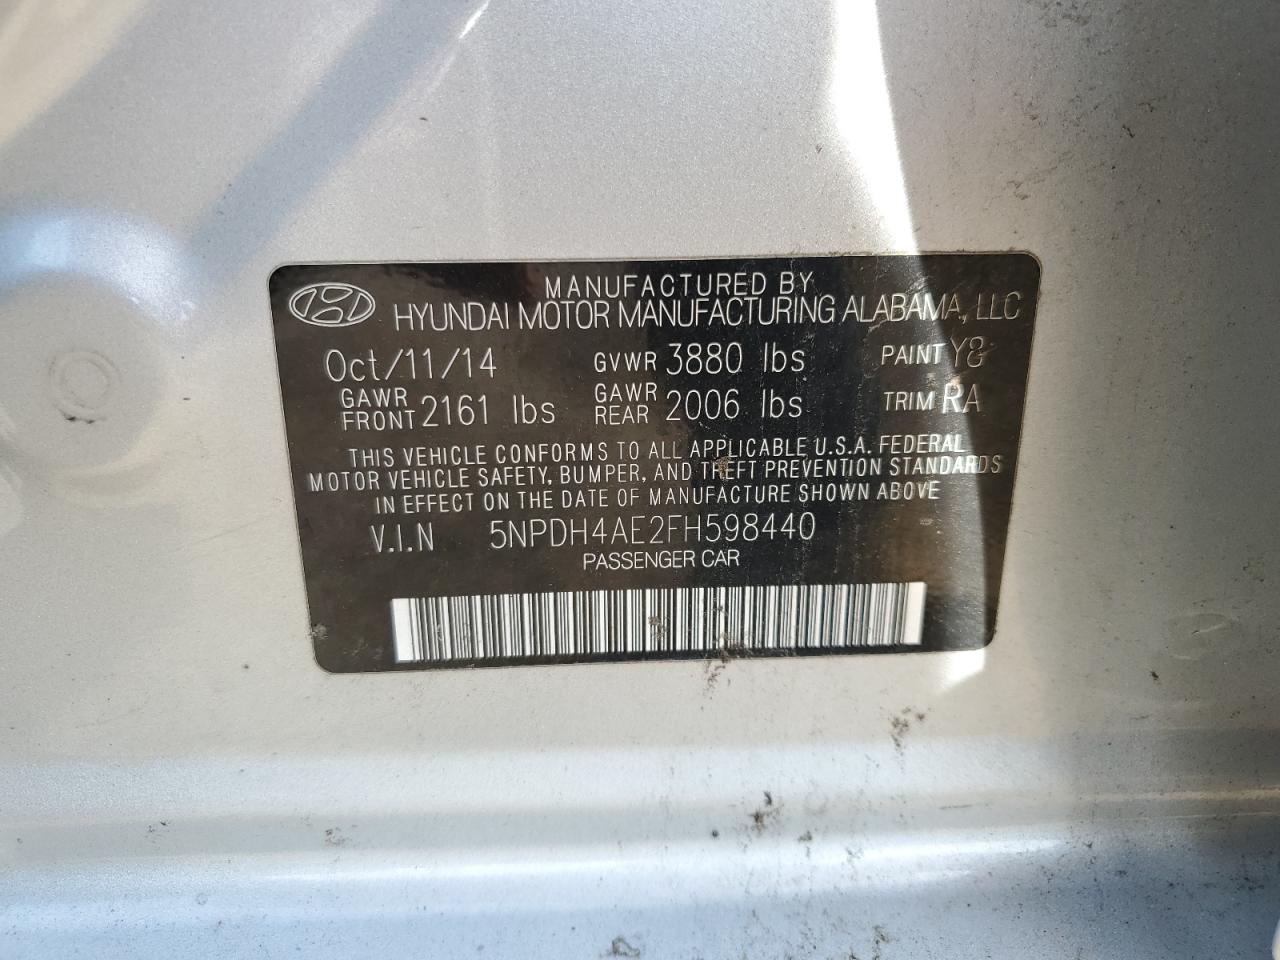 MANUFACTURED BY
HYUNDAI MOTOR MANUFACTURING ALABAMA, LLC
Oct/11/14 GVWR 3880 lbs PAINT Y8
GAWR FRONT 2161 lbs GAWR REAR 2006 lbs TRIM RA
THIS VEHICLE CONFORMS TO ALL APPLICABLE U.S.A. FEDERAL
MOTOR VEHICLE SAFETY, BUMPER, AND THEFT PREVENTION STANDARDS
IN EFFECT ON THE DATE OF MANUFACTURE SHOWN ABOVE
V.I.N 5NPDH4AE2FH598440
PASSENGER CAR